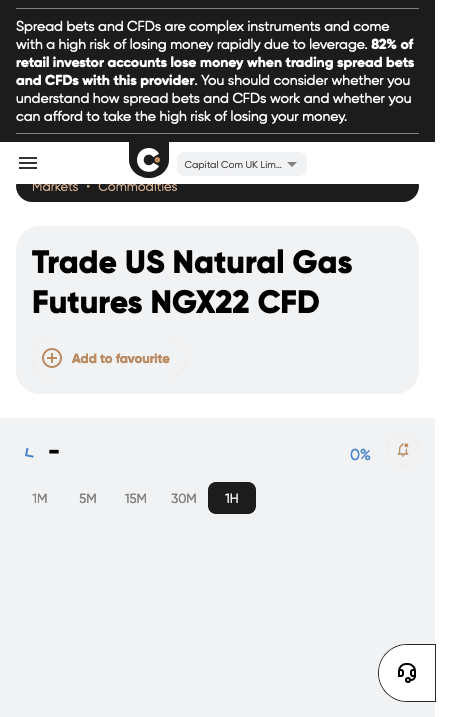 Spread bets and CFDs are complex instruments and come
with a high risk of losing money rapidly due to leverage. 82% of
retail investor accounts lose money when trading spread bets
and CFDs with this provider. You should consider whether you
understand how spread bets and CFDs work and whether you
can afford to take the high risk of losing your money.
Capital Com UK Lim...
Markets • Commodities
Trade US Natural Gas
Futures NGX22 CFD
Add to favourite
-
0%
1M 5M 15M 30M 1H